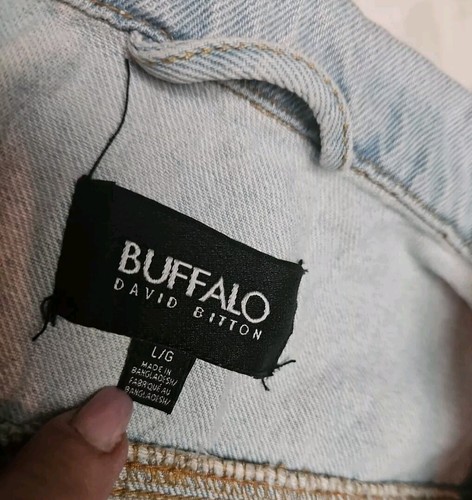 BUFFALO
DAVID BITTON
L/G
MADE IN
BANGLADESH/
FABRIQUÉ AU
BANGLADESH/